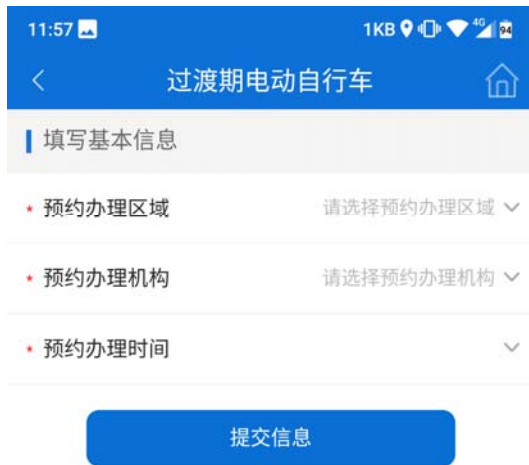 11:57 1KB 4G 94
过渡期电动自行车
填写基本信息
* 预约办理区域 请选择预约办理区域
* 预约办理机构 请选择预约办理机构
* 预约办理时间
提交信息